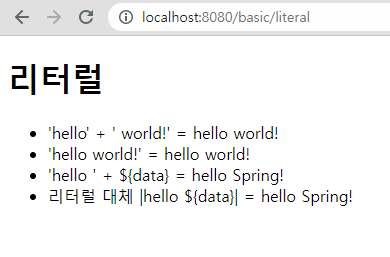 localhost:8080/basic/literal
리터럴
• 'hello' + ' world!' = hello world!
• 'hello world!' = hello world!
• 'hello ' + ${data} = hello Spring!
• 리터럴 대체 |hello ${data}| = hello Spring!